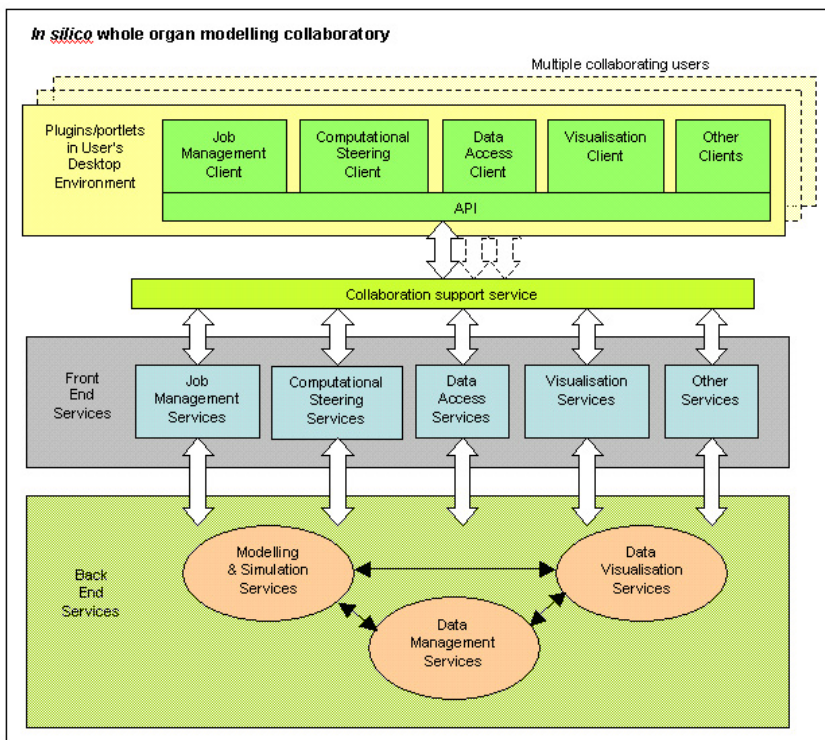 In silico whole organ modelling collaboratory
Multiple collaborating users
Plugins/portlets
in User's
Desktop
Environment
Job
Management
Client
Computational
Steering
Client
Data
Access
Client
Visualisation
Client
Other
Clients
API
Collaboration support service
Front
End
Services
Job
Management
Services
Computational
Steering
Services
Data
Access
Services
Visualisation
Services
Other
Services
Back
End
Services
Modelling
& Simulation
Services
Data
Visualisation
Services
Data
Management
Services